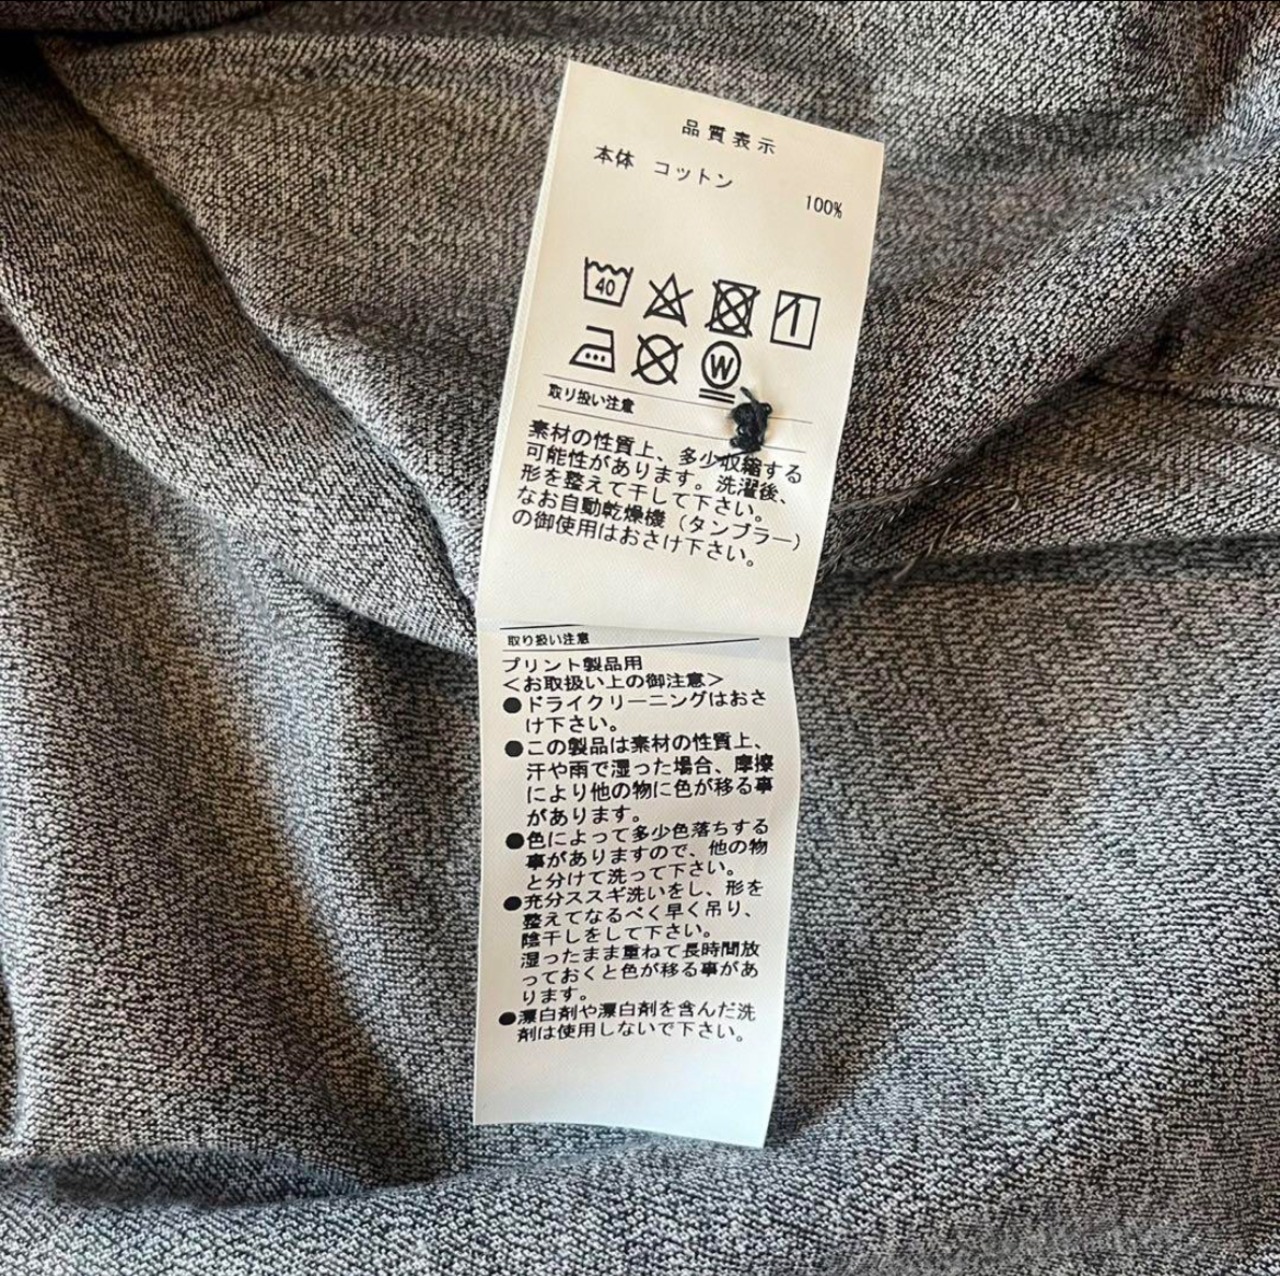 品質表示
本体 コットン
100%
40
W
取り扱い注意
素材の性質上、多少収縮する
可能性があります。洗濯後、
形を整えて干して下さい。
なお自動乾燥機（タンブラー）
の御使用はおさけ下さい。
取り扱い注意
プリント製品用
＜お取扱い上の御注意＞
●ドライクリーニングはおさ
け下さい。
●この製品は素材の性質上、
汗や雨で湿った場合、摩擦
により他の物に色が移る事
があります。
●色によって多少色落ちする
事がありますので、他の物
と分けて洗って下さい。
●充分ススギ洗いをし、形を
整えてなるべく早く吊り、
陰干しをして下さい。
湿ったまま重ねて長時間放
っておくと色が移る事があ
ります。
●漂白剤や漂白剤を含んだ洗
剤は使用しないで下さい。